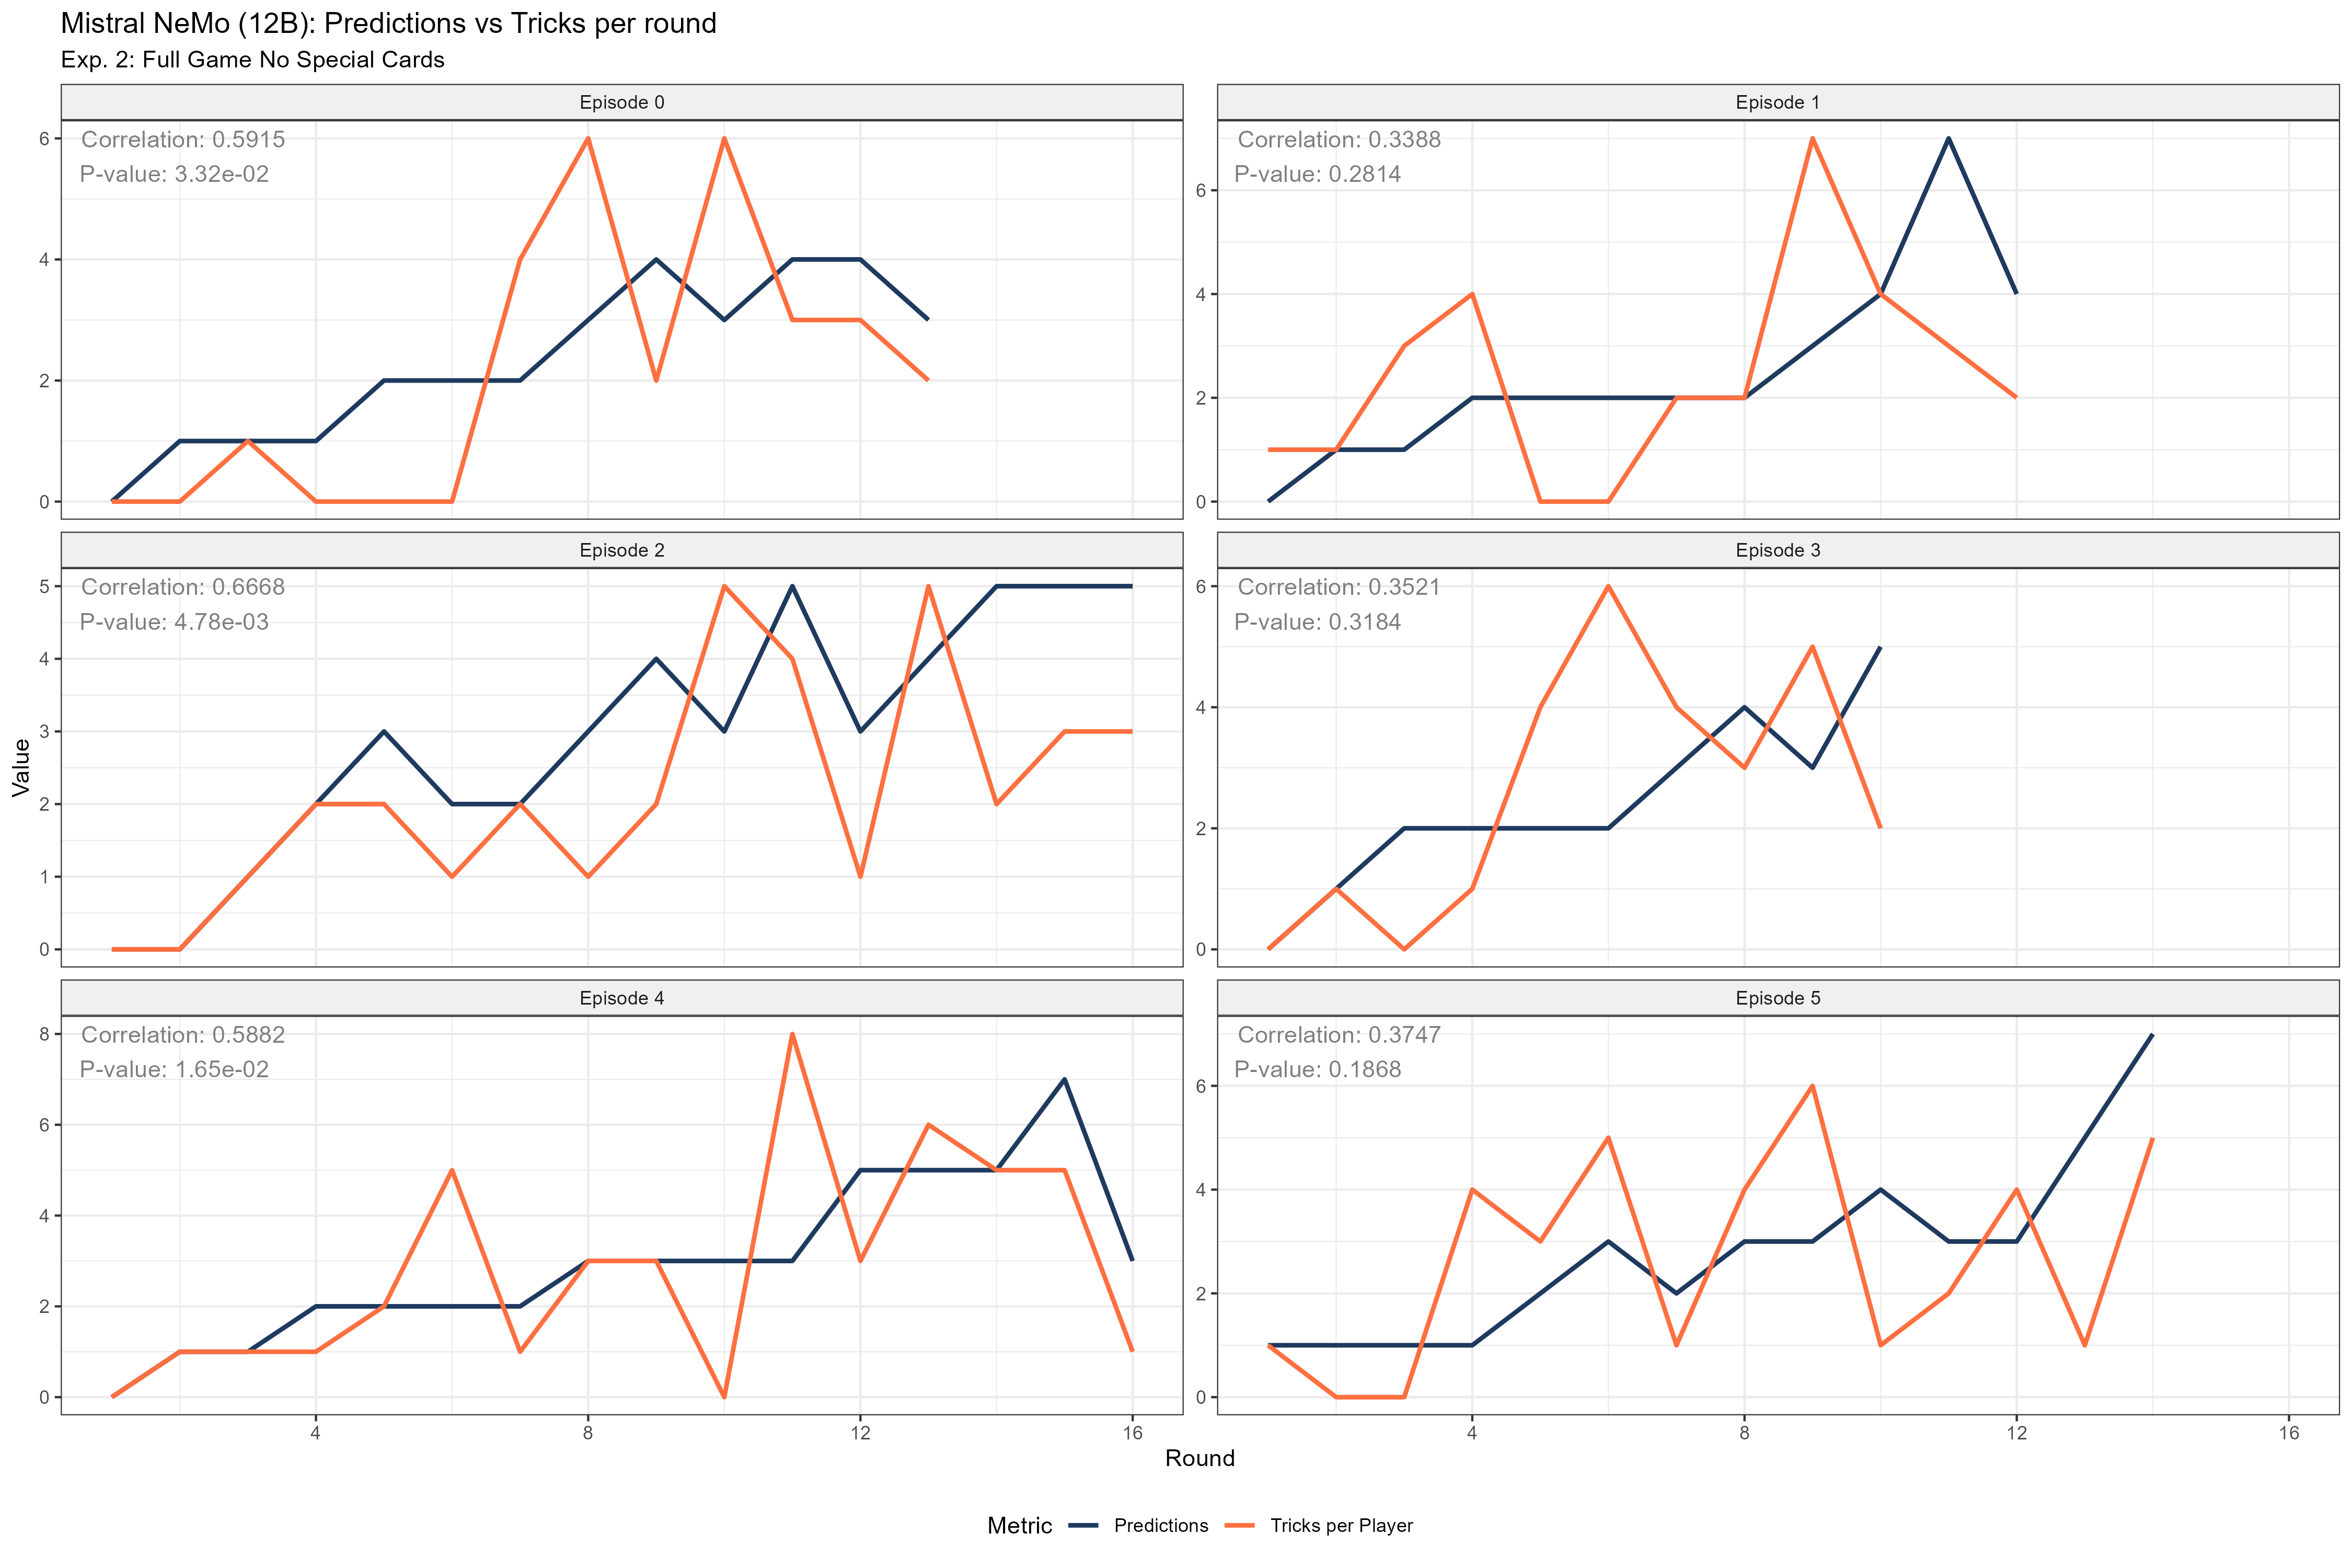 Mistral NeMo (12B): Predictions vs Tricks per round
Exp. 2: Full Game No Special Cards
Episode 0
Correlation: 0.5915
P-value: 3.32e-02
6
4
2
0
Episode 1
Correlation: 0.3388
P-value: 0.2814
6
4
2
0
Episode 2
Correlation: 0.6668
P-value: 4.78e-03
5
4
3
2
1
0
Episode 3
Correlation: 0.3521
P-value: 0.3184
6
4
2
0
Value
Episode 4
Correlation: 0.5882
P-value: 1.65e-02
8
6
4
2
0
4 8 12 16
Episode 5
Correlation: 0.3747
P-value: 0.1868
6
4
2
0
4 8 12 16
Round
Metric Predictions Tricks per Player